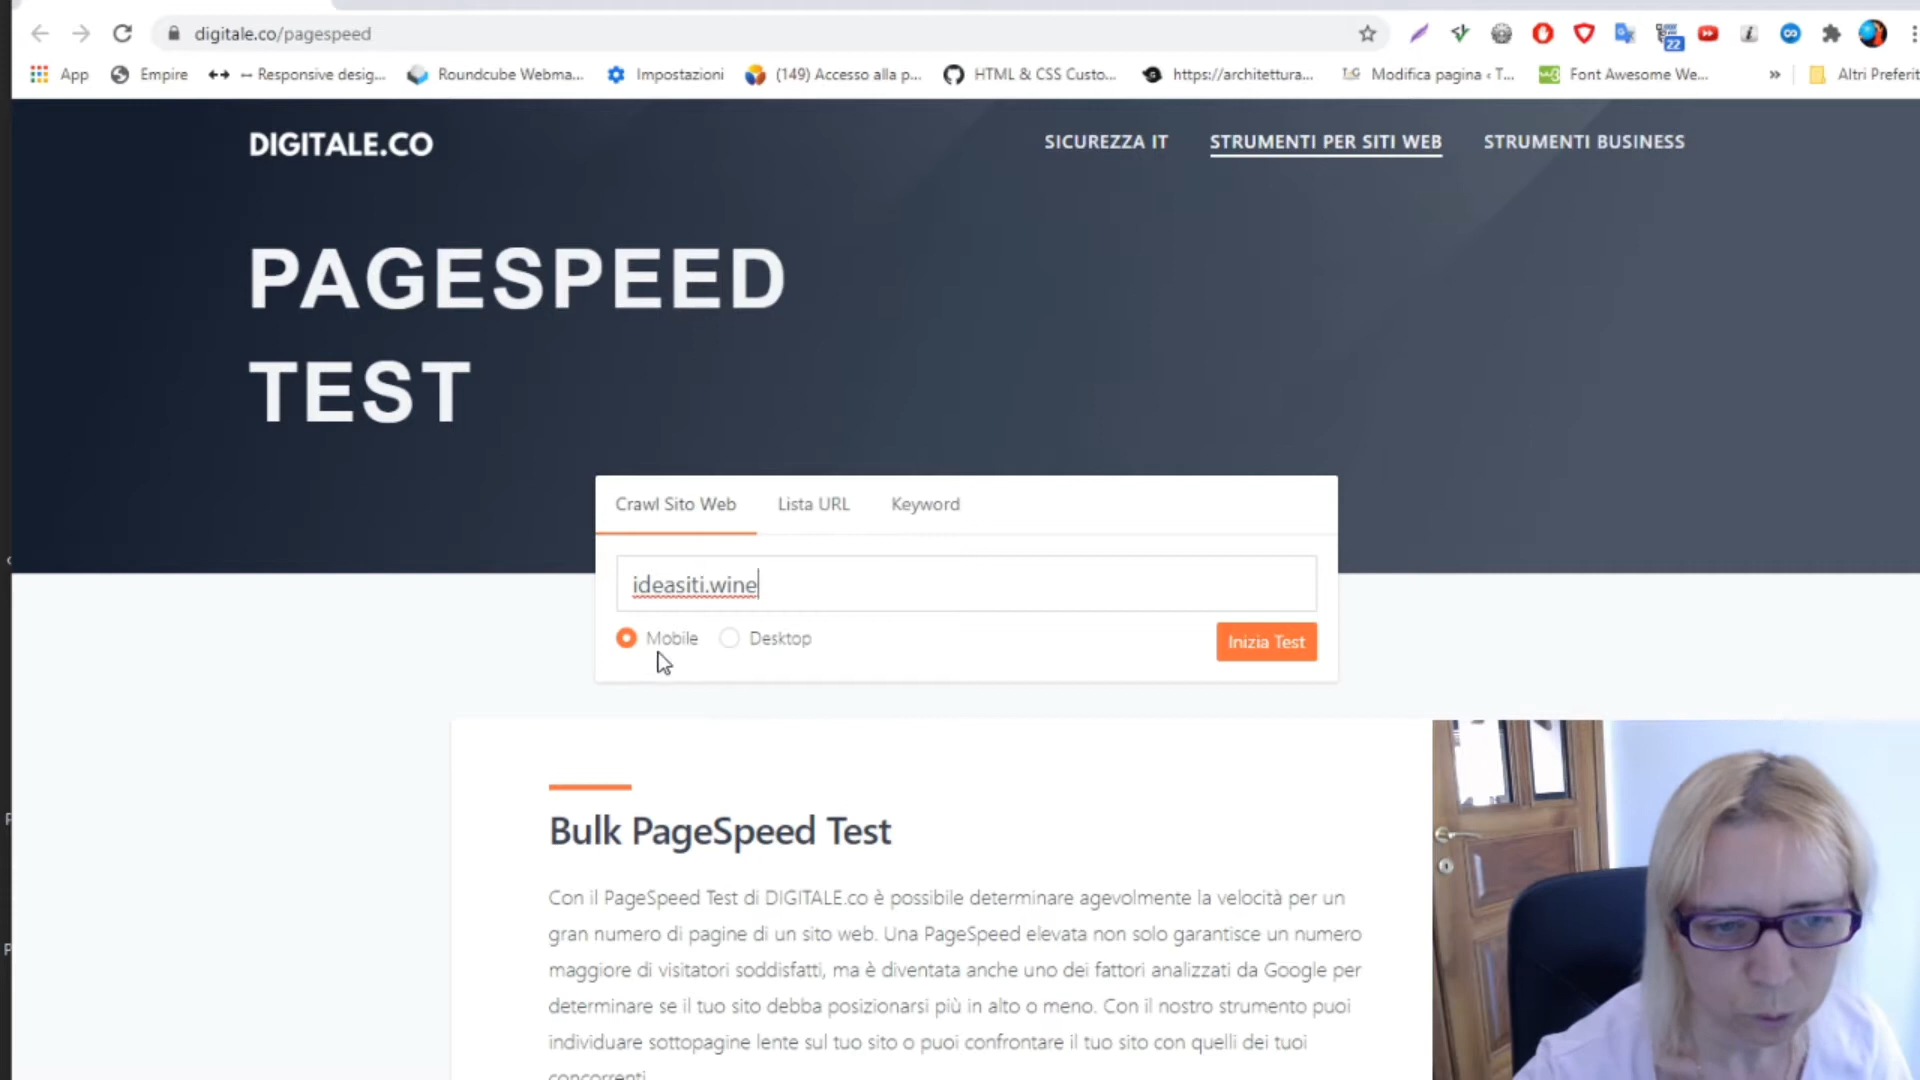 digitale.co/pagespeed
App
Empire
-- Responsive desig...
Roundcube Webma...
Impostazioni
(149) Accesso alla p...
HTML & CSS Custo...
https://architettura...
Modifica pagina ‹ T...
Font Awesome We...
»
Altri Preferit
22
DIGITALE.CO
SICUREZZA IT
STRUMENTI PER SITI WEB
STRUMENTI BUSINESS
PAGESPEED
TEST
Crawl Sito Web
Lista URL
Keyword
ideasiti.wine
Mobile
Desktop
Inizia Test
Bulk PageSpeed Test
Con il PageSpeed Test di DIGITALE.co è possibile determinare agevolmente la velocità per un
gran numero di pagine di un sito web. Una PageSpeed elevata non solo garantisce un numero
maggiore di visitatori soddisfatti, ma è diventata anche uno dei fattori analizzati da Google per
determinare se il tuo sito debba posizionarsi più in alto o meno. Con il nostro strumento puoi
individuare sottopagine lente sul tuo sito o puoi confrontare il tuo sito con quelli dei tuoi
concorrenti.